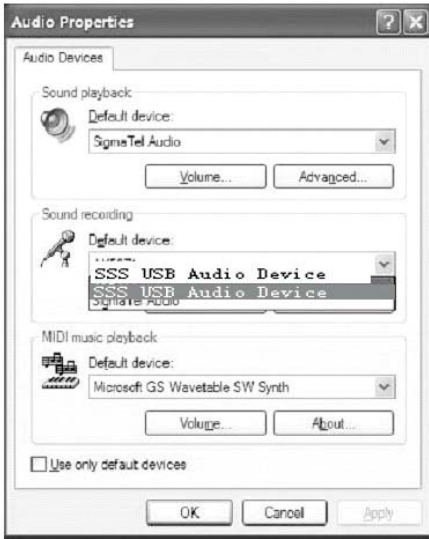 Audio Properties
Audio Devices
Sound playback
Default device:
SigmaTel Audio
Volume...
Advanced...
Sound recording
Default device:
SSS USB Audio Device
SSS USB Audio Device
SigmaTel Audio
MIDI music playback
Default device:
Microsoft GS Wavetable SW Synth
Volume...
About...
Use only default devices
OK
Cancel
Apply